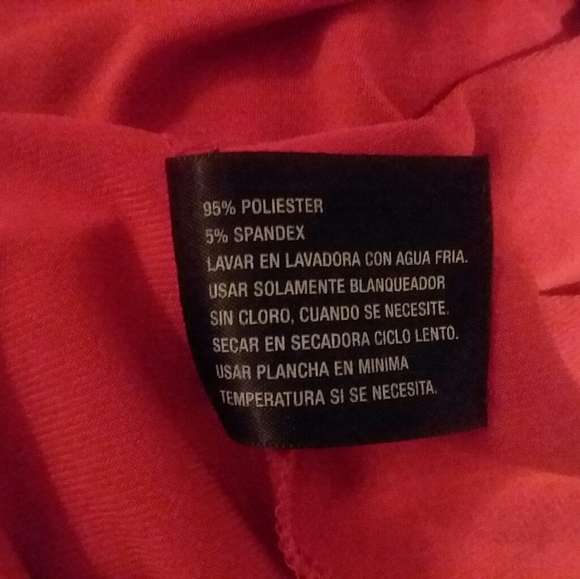 95% POLIESTER
5% SPANDEX
LAVAR EN LAVADORA CON AGUA FRIA.
USAR SOLAMENTE BLANQUEADOR
SIN CLORO, CUANDO SE NECESITE.
SECAR EN SECADORA CICLO LENTO.
USAR PLANCHA EN MINIMA
TEMPERATURA SI SE NECESITA.